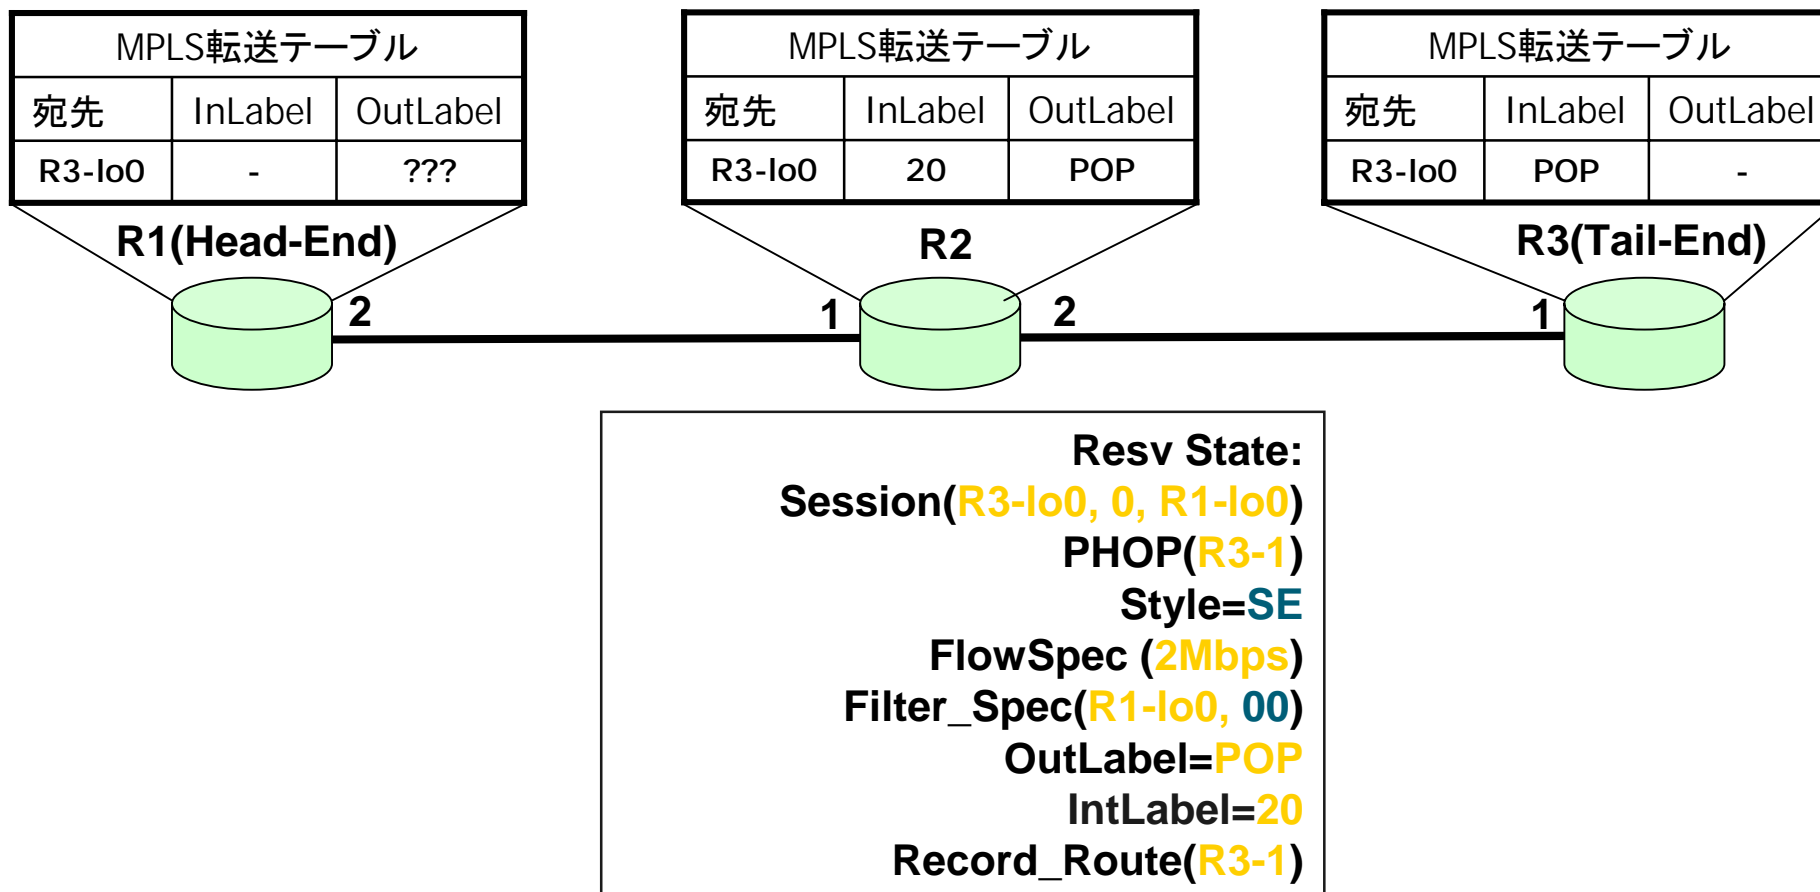 MPLS転送テーブル
宛先 InLabel OutLabel
R3-lo0 - ???
MPLS転送テーブル
宛先 InLabel OutLabel
R3-lo0 20 POP
MPLS転送テーブル
宛先 InLabel OutLabel
R3-lo0 POP -
R1(Head-End)
R2
R3(Tail-End)
2
1
2
1
Resv State:
Session(R3-lo0, 0, R1-lo0)
PHOP(R3-1)
Style=SE
FlowSpec (2Mbps)
Filter_Spec(R1-lo0, 00)
OutLabel=POP
IntLabel=20
Record_Route(R3-1)